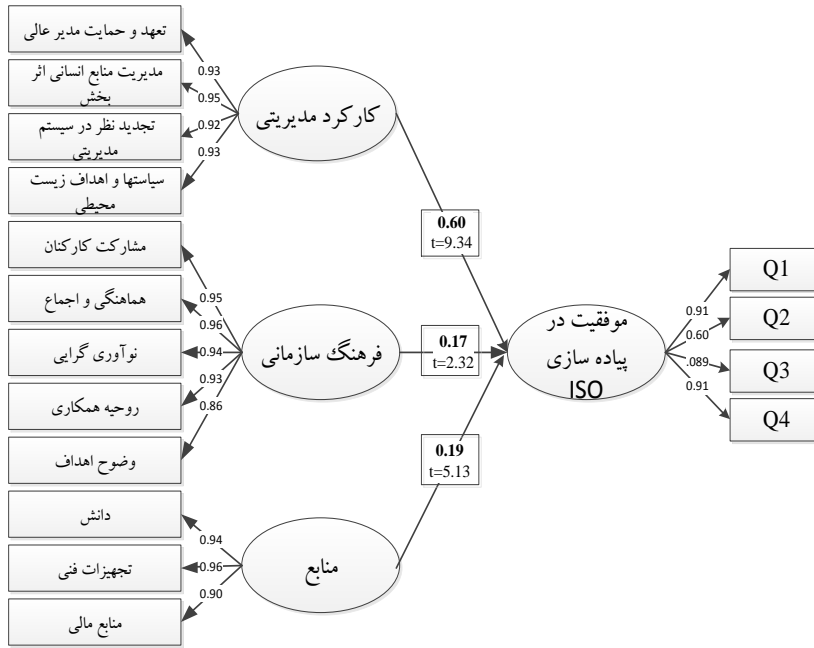 تعهد و حمایت مدیر عالی
مدیریت منابع انسانی اثر
بخش
تجدید نظر در سیستم
مدیریتی
سیاستها و اهداف زیست
محیطی
0.93
0.95
0.92
0.93
کارکرد مدیریتی
مشارکت کارکنان
هماهنگی و اجماع
نوآوری گرایی
روحیه همکاری
وضوح اهداف
0.95
0.96
0.94
0.93
0.86
فرهنگ سازمانی
دانش
تجهیزات فنی
منابع مالی
0.94
0.96
0.90
منابع
0.60
t=9.34
0.17
t=2.32
0.19
t=5.13
موفقیت در
پیاده سازی
ISO
0.91
0.60
.089
0.91
Q1
Q2
Q3
Q4